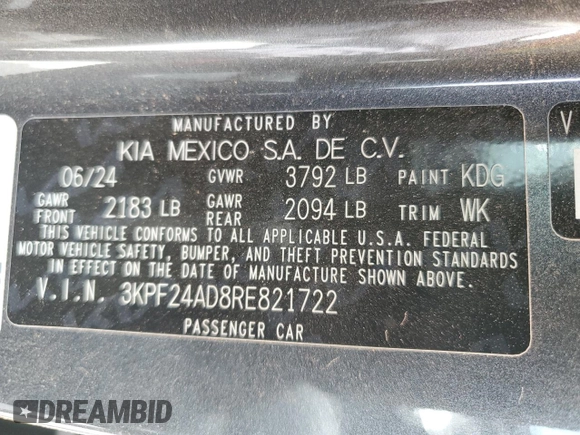 MANUFACTURED BY
KIA MEXICO S.A. DE C.V.
06/24 GVWR 3792 LB PAINT KDG
GAWR FRONT 2183 LB GAWR REAR 2094 LB TRIM WK
THIS VEHICLE CONFORMS TO ALL APPLICABLE U.S.A. FEDERAL
MOTOR VEHICLE SAFETY, BUMPER, AND THEFT PREVENTION STANDARDS
IN EFFECT ON THE DATE OF MANUFACTURE SHOWN ABOVE.
V.I.N. 3KPF24AD8RE821722
PASSENGER CAR
V
DREAMBID